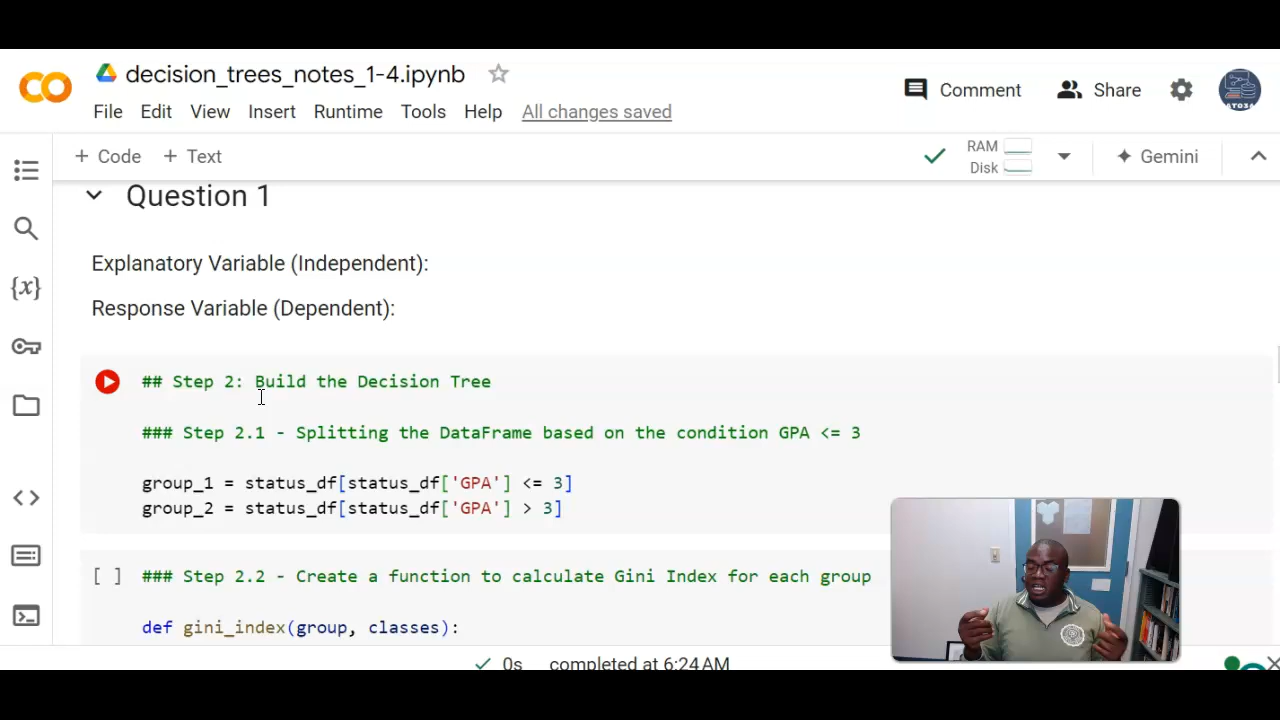 decision_trees_notes_1-4.ipynb
File Edit View Insert Runtime Tools Help All changes saved
Comment Share
+ Code + Text
RAM
Disk
Gemini
Question 1
Explanatory Variable (Independent):
Response Variable (Dependent):
## Step 2: Build the Decision Tree
### Step 2.1 - Splitting the DataFrame based on the condition GPA <= 3
group_1 = status_df[status_df['GPA'] <= 3]
group_2 = status_df[status_df['GPA'] > 3]
[ ] ### Step 2.2 - Create a function to calculate Gini Index for each group
def gini_index(group, classes):
0s completed at 6:24 AM